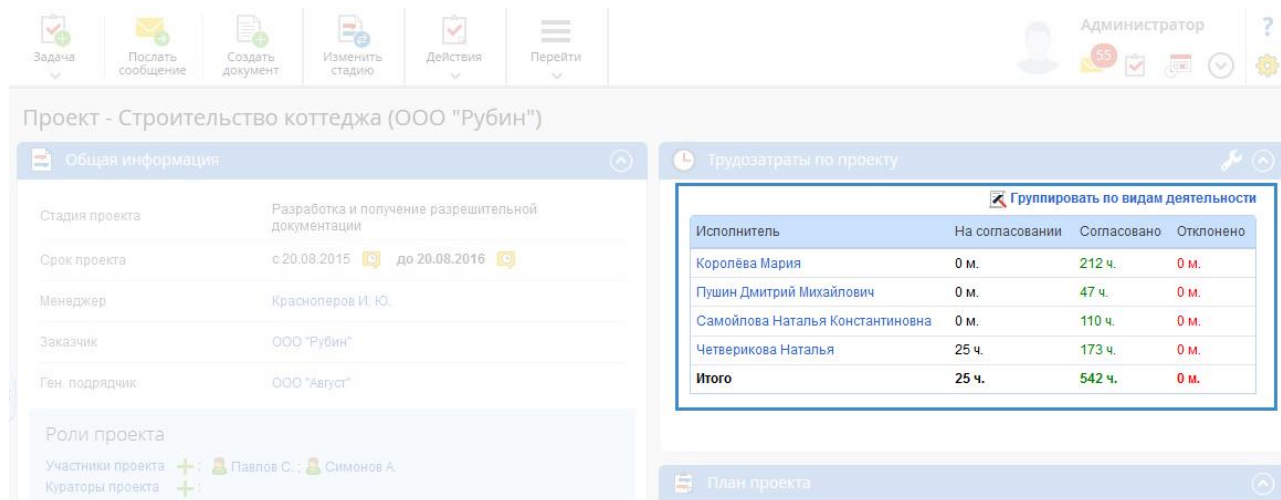 Задача
Послать
сообщение
Создать
документ
Изменить
стадию
Действия
Перейти
Администратор
?
55
Проект - Строительство коттеджа (ООО "Рубин")
Общая информация
Стадия проекта
Разработка и получение разрешительной
документации
Срок проекта с 20.08.2015 до 20.08.2016
Менеджер Красноперов И. Ю.
Заказчик ООО "Рубин"
Ген. подрядчик ООО "Август"
Роли проекта
Участники проекта + : Павлов С. ; Симонов А.
Кураторы проекта + :
Трудозатраты по проекту
Группировать по видам деятельности
Исполнитель На согласовании Согласовано Отклонено
Королёва Мария 0 м. 212 ч. 0 м.
Пушин Дмитрий Михайлович 0 м. 47 ч. 0 м.
Самойлова Наталья Константиновна 0 м. 110 ч. 0 м.
Четверикова Наталья 25 ч. 173 ч. 0 м.
Итого 25 ч. 542 ч. 0 м.
План проекта